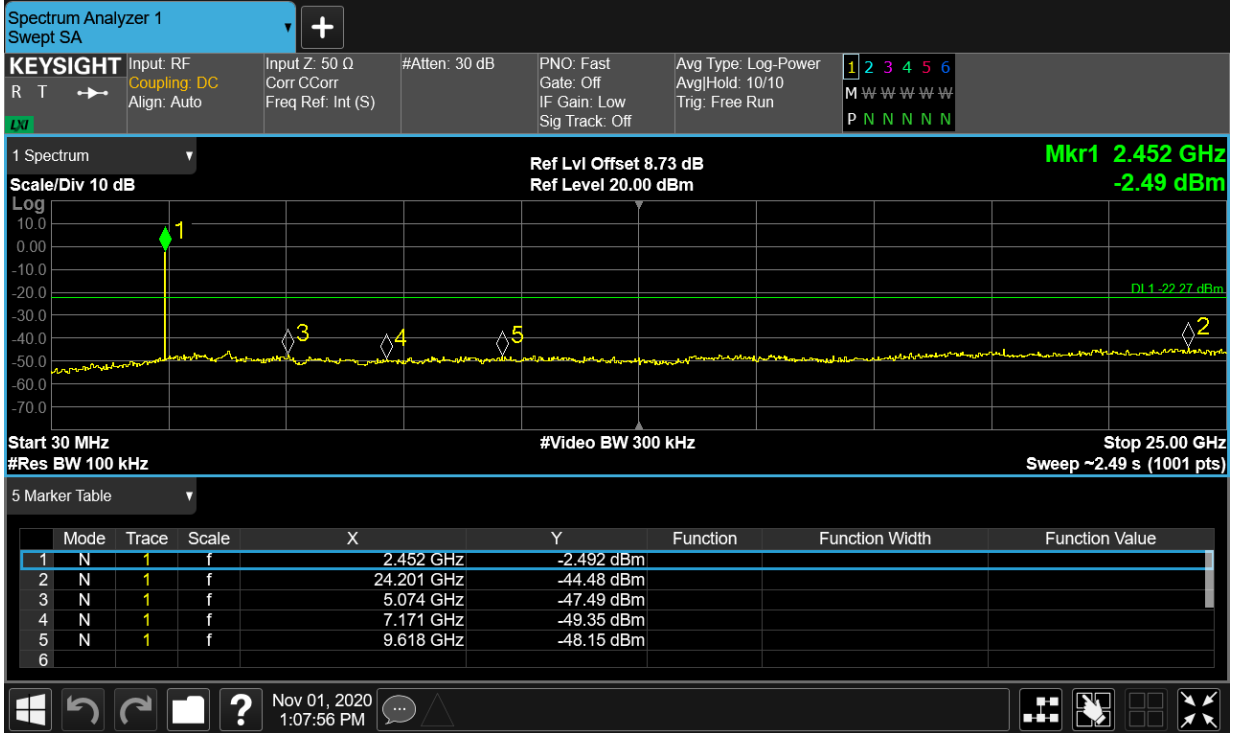 Spectrum Analyzer 1
Swept SA
KEYSIGHT
R T
LXI
Input: RF
Coupling: DC
Align: Auto
Input Z: 50 Ω
Corr CCorr
Freq Ref: Int (S)
#Atten: 30 dB
PNO: Fast
Gate: Off
IF Gain: Low
Sig Track: Off
Avg Type: Log-Power
Avg|Hold: 10/10
Trig: Free Run
1 2 3 4 5 6
M W W W W W
P N N N N N
1 Spectrum
Scale/Div 10 dB
Ref Lvl Offset 8.73 dB
Ref Level 20.00 dBm
Mkr1 2.452 GHz
-2.49 dBm
Log
10.0
0.00
-10.0
-20.0
-30.0
-40.0
-50.0
-60.0
-70.0
1
3
4
5
2
DL1 -22.27 dBm
Start 30 MHz
#Res BW 100 kHz
#Video BW 300 kHz
Stop 25.00 GHz
Sweep ~2.49 s (1001 pts)
5 Marker Table
Mode Trace Scale X Y Function Function Width Function Value
1 N 1 f 2.452 GHz -2.492 dBm
2 N 1 f 24.201 GHz -44.48 dBm
3 N 1 f 5.074 GHz -47.49 dBm
4 N 1 f 7.171 GHz -49.35 dBm
5 N 1 f 9.618 GHz -48.15 dBm
6
?
Nov 01, 2020
1:07:56 PM